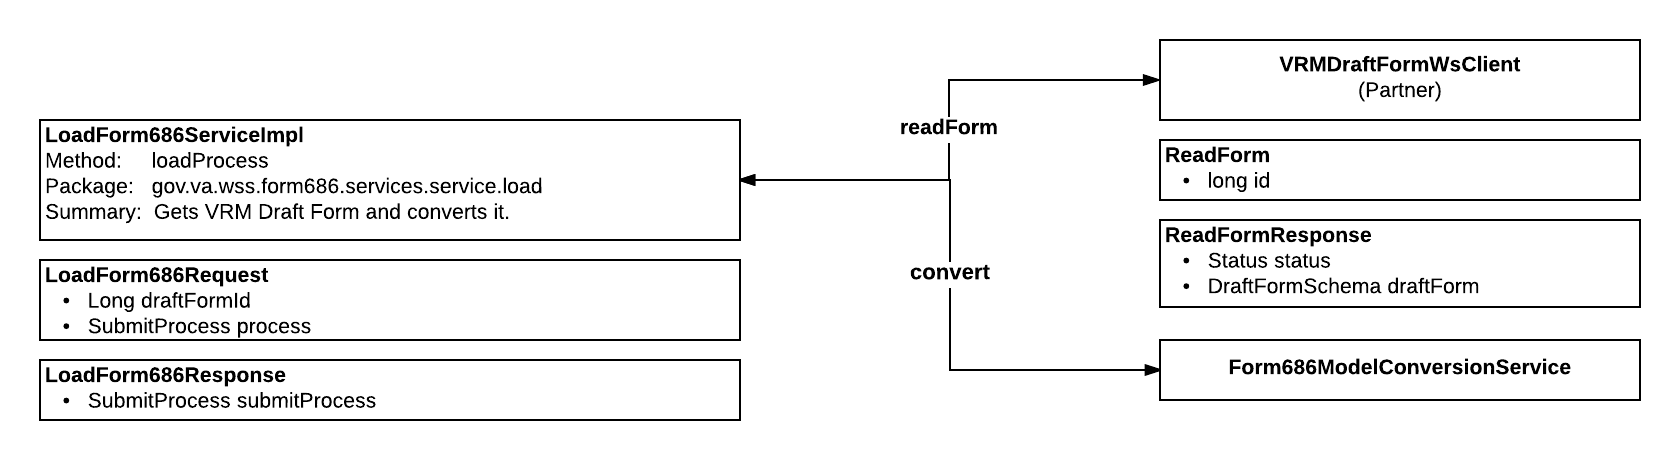 LoadForm686ServiceImpl
Method: loadProcess
Package: gov.va.wss.form686.services.service.load
Summary: Gets VRM Draft Form and converts it.
LoadForm686Request
• Long draftFormId
• SubmitProcess process
LoadForm686Response
• SubmitProcess submitProcess
readForm
convert
VRMDraftFormWsClient
(Partner)
ReadForm
• long id
ReadFormResponse
• Status status
• DraftFormSchema draftForm
Form686ModelConversionService